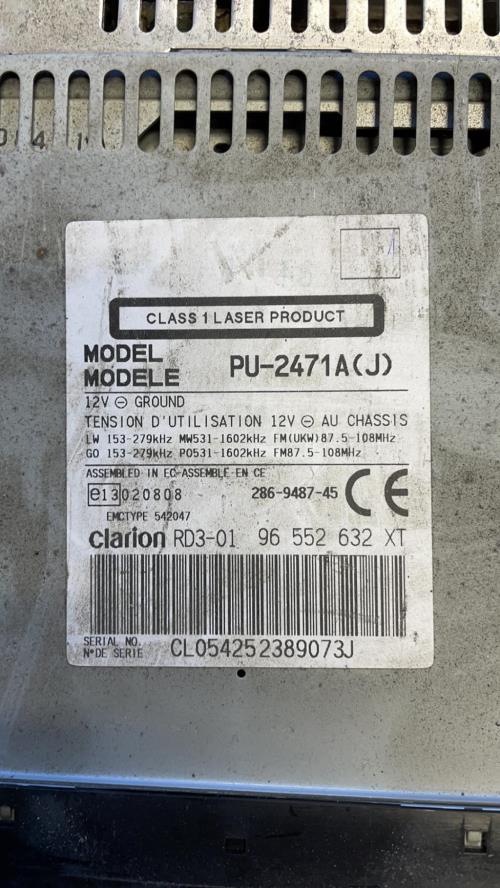 CLASS 1 LASER PRODUCT
MODEL
MODELE PU-2471A(J)
12V ⊖ GROUND
TENSION D'UTILISATION 12V ⊖ AU CHASSIS
LW 153-279kHz MW531-1602kHz FM(UKW)87.5-108MHz
GO 153-279kHz PO531-1602kHz FM87.5-108MHz
ASSEMBLED IN EC-ASSEMBLE EN CE
e13 020808 286-9487-45 CE
EMCTYPE 542047
clarion RD3-01 96 552 632 XT
SERIAL NO.
N°DE SERIE CL054252389073J